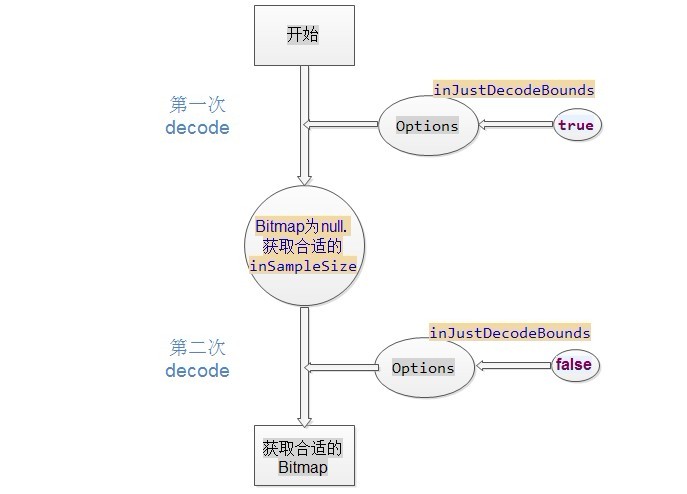 开始
inJustDecodeBounds
第一次
decode
Options
true
Bitmap为null.
获取合适的
inSampleSize
inJustDecodeBounds
第二次
decode
Options
false
获取合适的
Bitmap